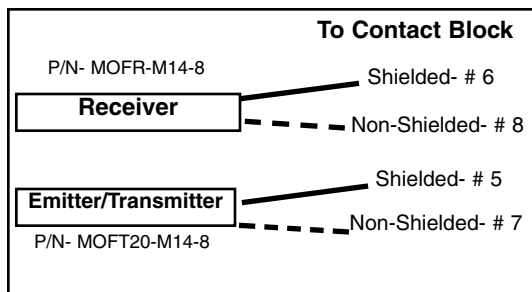 To Contact Block
P/N- MOFR-M14-8
Shielded- # 6
Receiver
Non-Shielded- # 8
Shielded- # 5
Emitter/Transmitter
Non-Shielded- # 7
P/N- MOFT20-M14-8